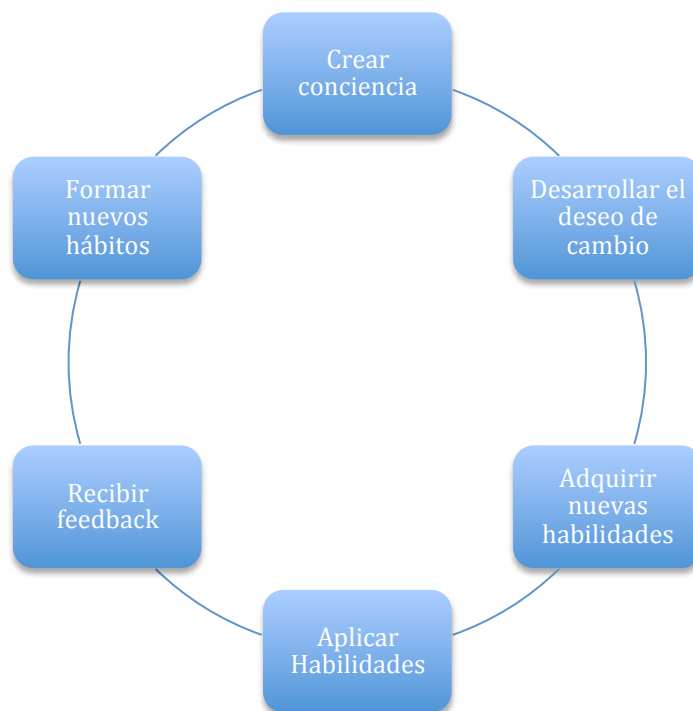 Crear
conciencia
Desarrollar el
deseo de
cambio
Adquirir
nuevas
habilidades
Aplicar
Habilidades
Recibir
feedback
Formar
nuevos
hábitos